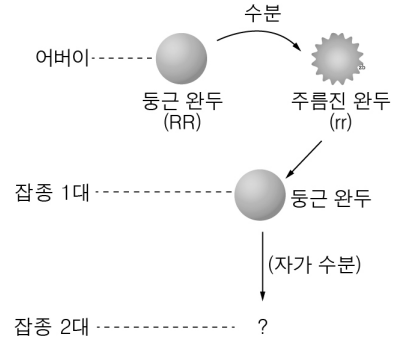 수분
어버이
둥근 완두
(RR)
주름진 완두
(rr)
잡종 1대
둥근 완두
(자가 수분)
잡종 2대
?